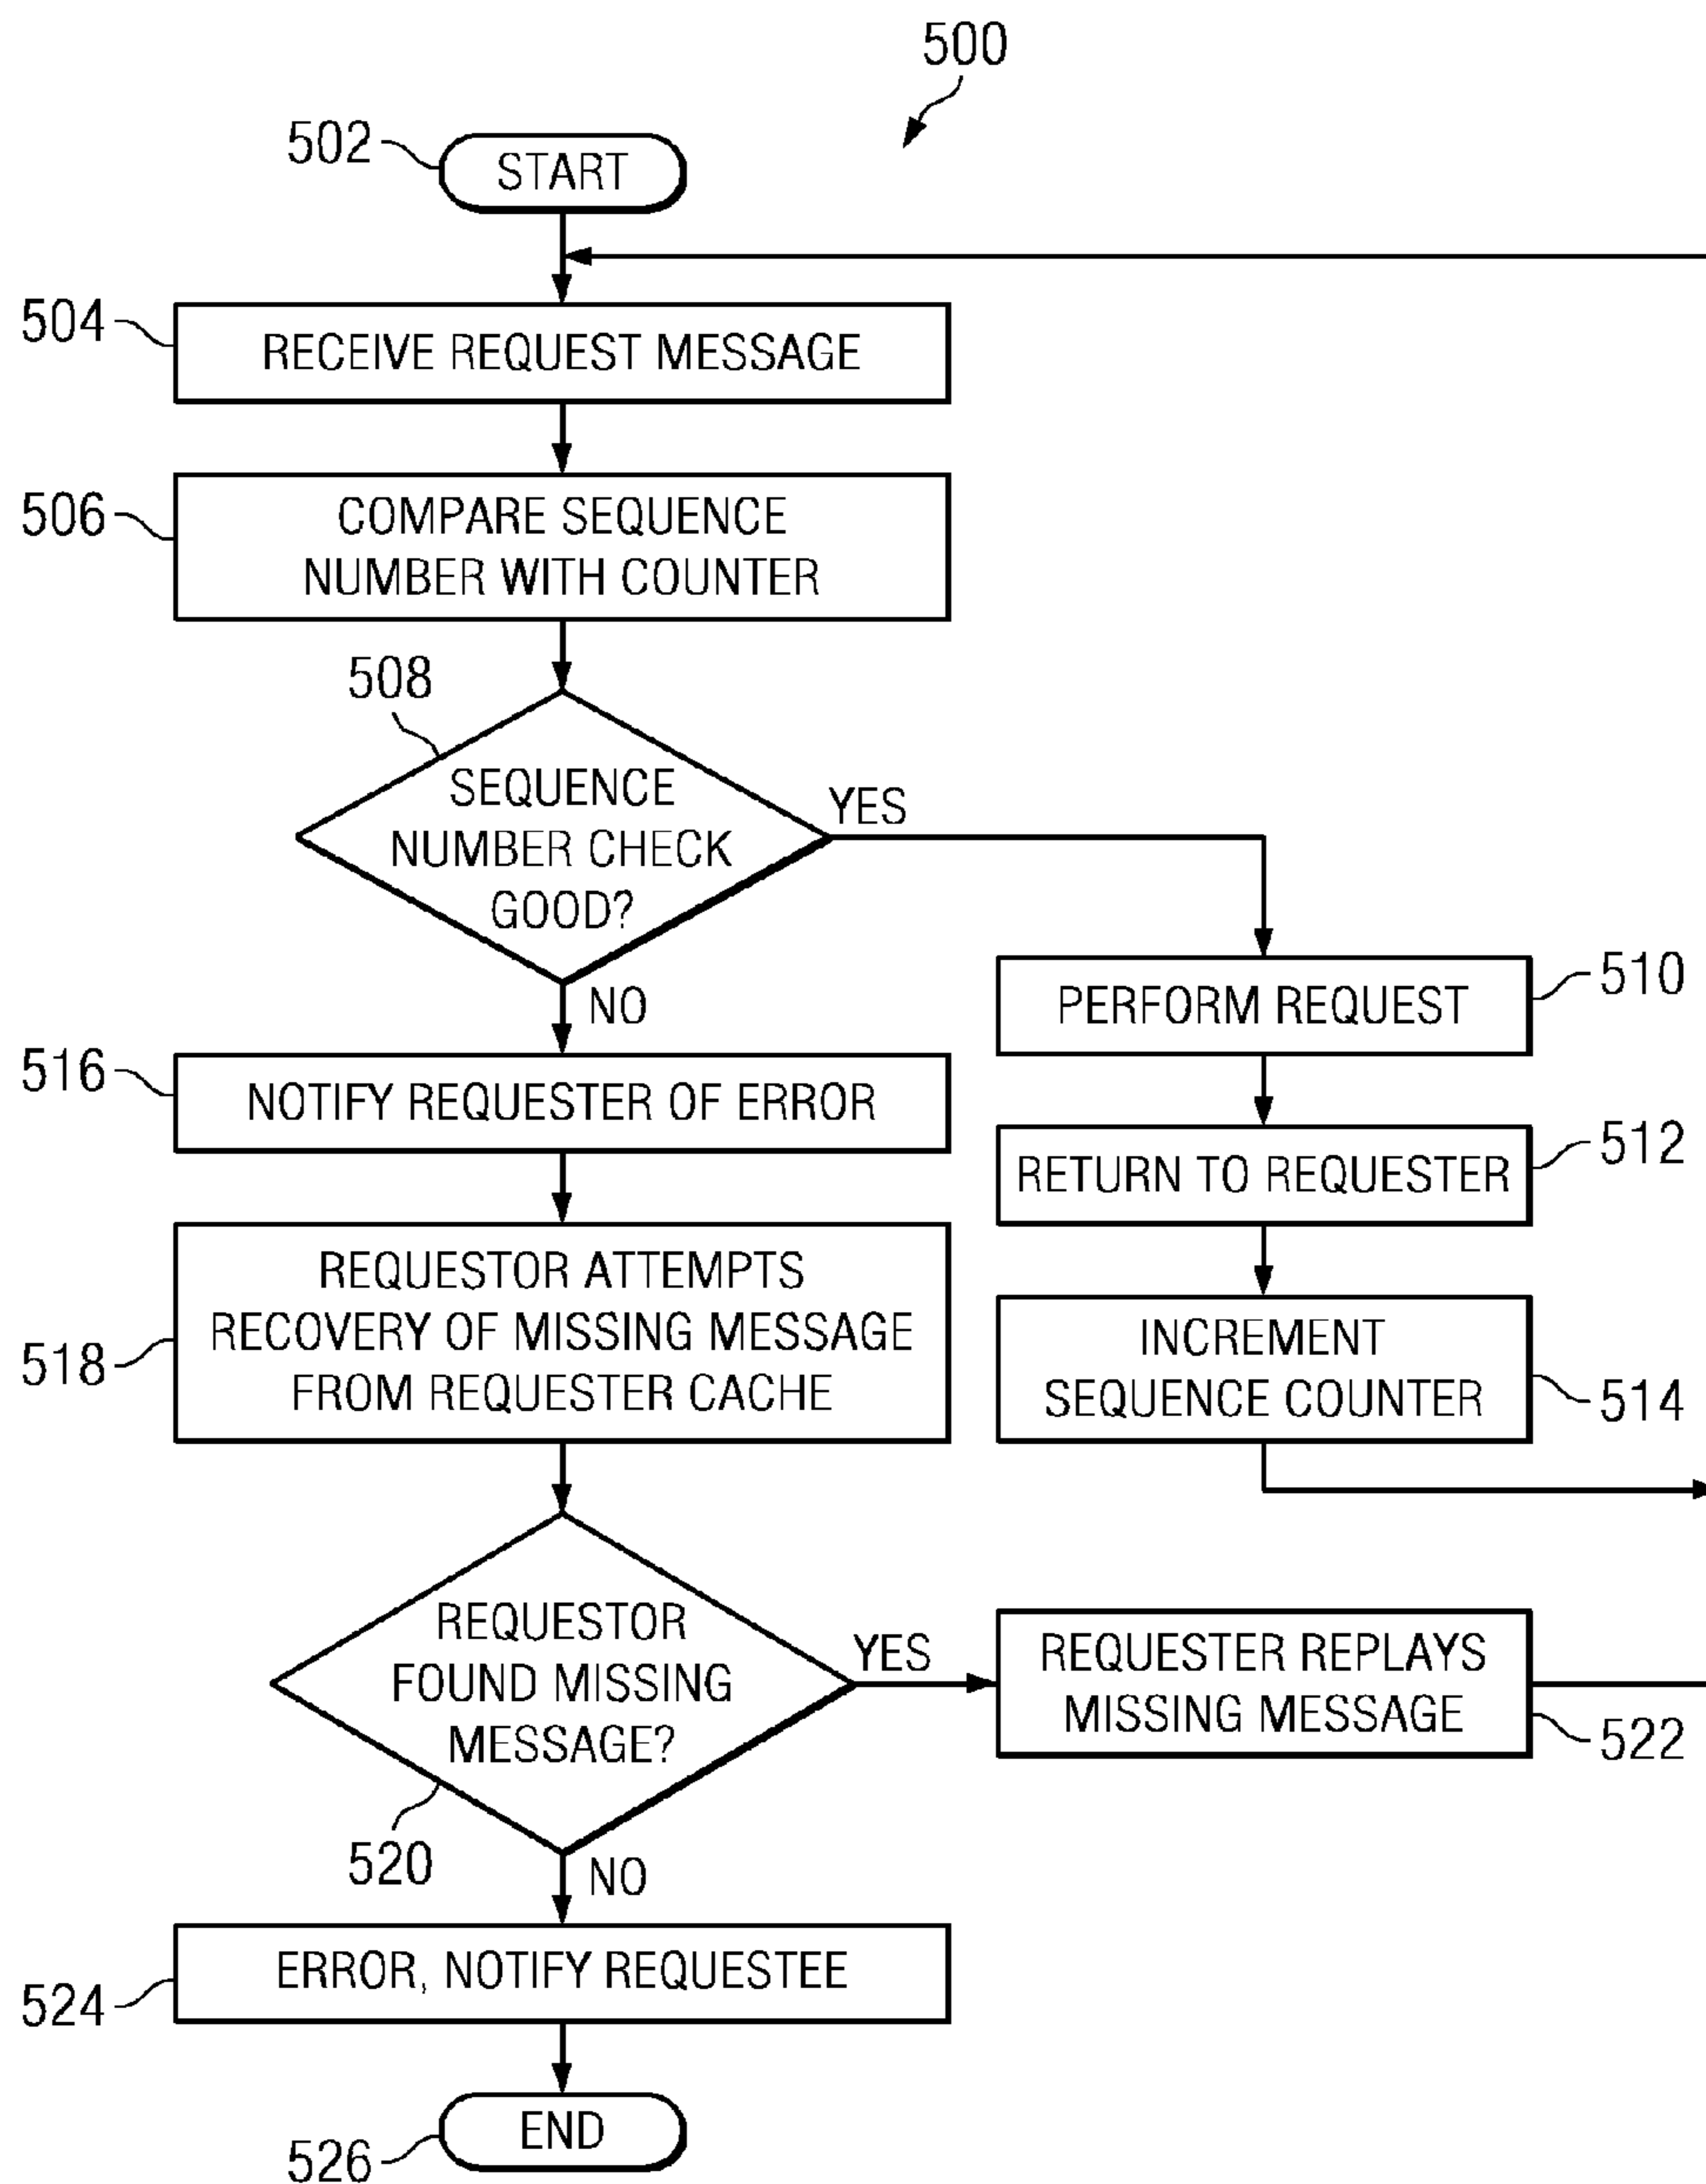 500
502
START
504
RECEIVE REQUEST MESSAGE
506
COMPARE SEQUENCE
NUMBER WITH COUNTER
508
SEQUENCE
NUMBER CHECK
GOOD?
YES
NO
510
PERFORM REQUEST
512
RETURN TO REQUESTER
INCREMENT
SEQUENCE COUNTER
514
516
NOTIFY REQUESTER OF ERROR
518
REQUESTOR ATTEMPTS
RECOVERY OF MISSING MESSAGE
FROM REQUESTER CACHE
REQUESTOR
FOUND MISSING
MESSAGE?
520
YES
NO
REQUESTER REPLAYS
MISSING MESSAGE
522
524
ERROR, NOTIFY REQUESTEE
END
526